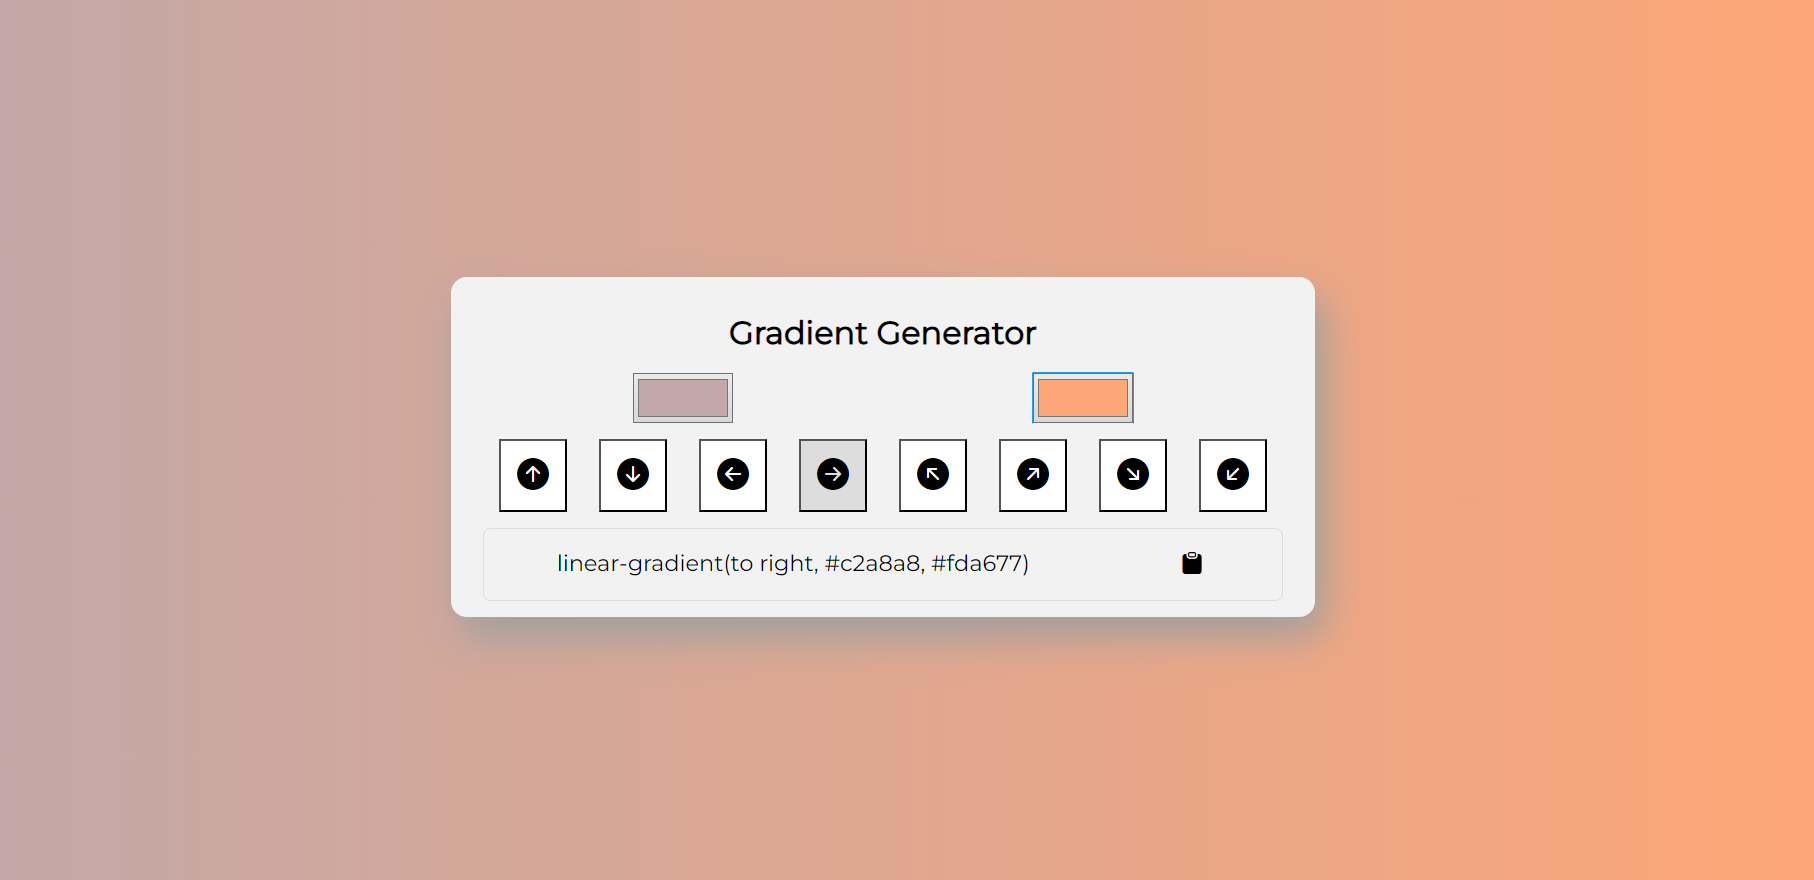 Gradient Generator
linear-gradient(to right, #c2a8a8, #fda677)